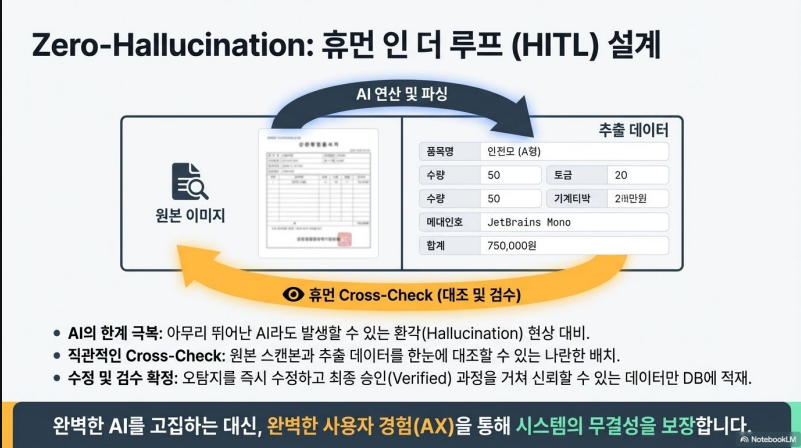 Zero-Hallucination: 휴먼 인 더 루프 (HITL) 설계
AI 연산 및 파싱
원본 이미지
추출 데이터
품목명 인전모 (A형)
수량 50 토금 20
수량 50 기계티박
메대인호 JetBrains Mono
합계 750,000원
휴먼 Cross-Check (대조 및 검수)
• AI의 한계 극복: 아무리 뛰어난 AI라도 발생할 수 있는 환각(Hallucination) 현상 대비.
• 직관적인 Cross-Check: 원본 스캔본과 추출 데이터를 한눈에 대조할 수 있는 나란한 배치.
• 수정 및 검수 확정: 오탐지를 즉시 수정하고 최종 승인(Verified) 과정을 거쳐 신뢰할 수 있는 데이터만 DB에 적재.
완벽한 AI를 고집하는 대신, 완벽한 사용자 경험(AX)을 통해 시스템의 무결성을 보장합니다.
NotebookLM